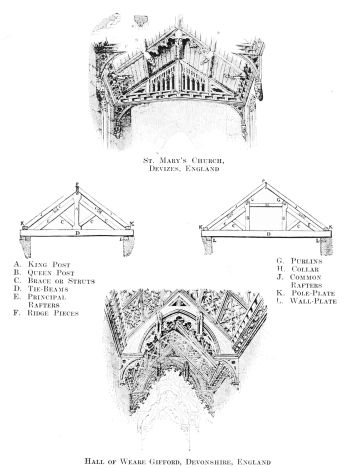 St. Mary's Church,
Devizes, England
A. King Post
B. Queen Post
C. Brace or Struts
D. Tie-Beams
E. Principal
Rafters
F. Ridge Pieces
G. Purlins
H. Collar
J. Common
Rafters
K. Pole-Plate
L. Wall-Plate
Hall of Weare Gifford, Devonshire, England